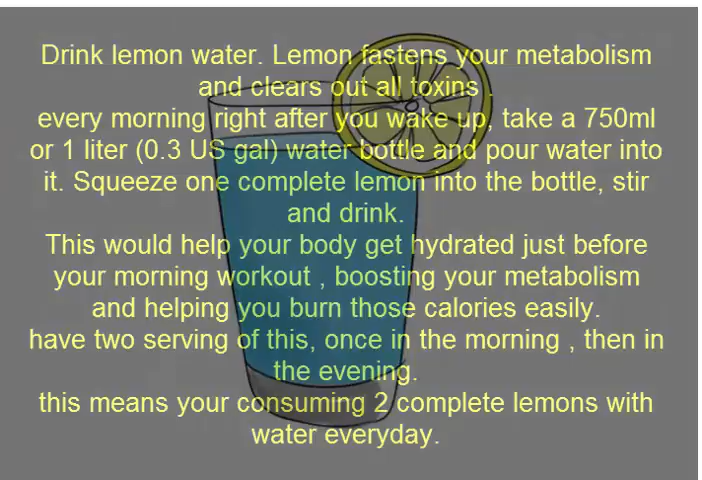 Drink lemon water. Lemon fastens your metabolism
and clears out all toxins .
every morning right after you wake up, take a 750ml
or 1 liter (0.3 US gal) water bottle and pour water into
it. Squeeze one complete lemon into the bottle, stir
and drink.
This would help your body get hydrated just before
your morning workout , boosting your metabolism
and helping you burn those calories easily.
have two serving of this, once in the morning , then in
the evening.
this means your consuming 2 complete lemons with
water everyday.